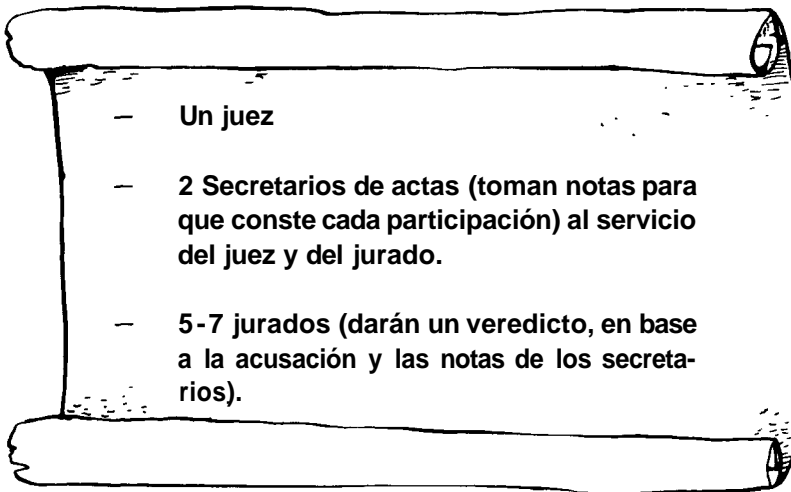 – Un juez
– 2 Secretarios de actas (toman notas para
que conste cada participación) al servicio
del juez y del jurado.
– 5-7 jurados (darán un veredicto, en base
a la acusación y las notas de los secreta-
rios).